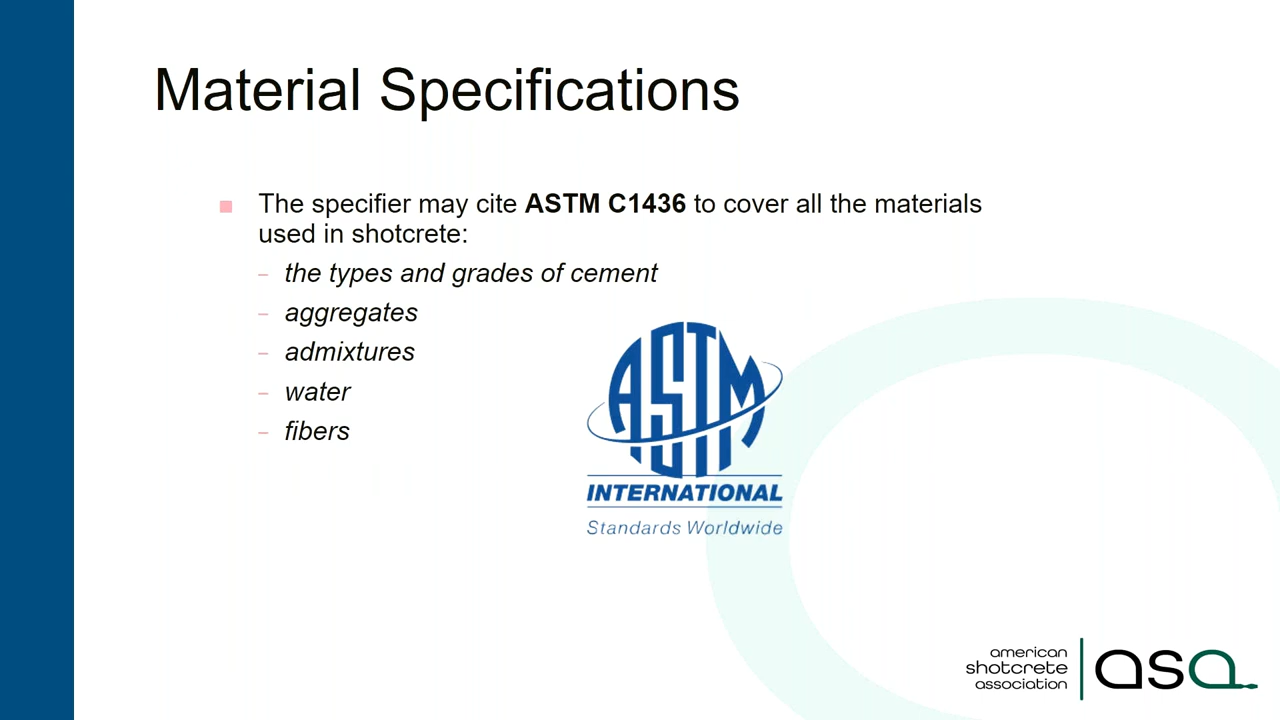 Material Specifications
The specifier may cite ASTM C1436 to cover all the materials
used in shotcrete:
– the types and grades of cement
– aggregates
– admixtures
– water
– fibers
ASTM
INTERNATIONAL
Standards Worldwide
american
shotcrete
association
asa